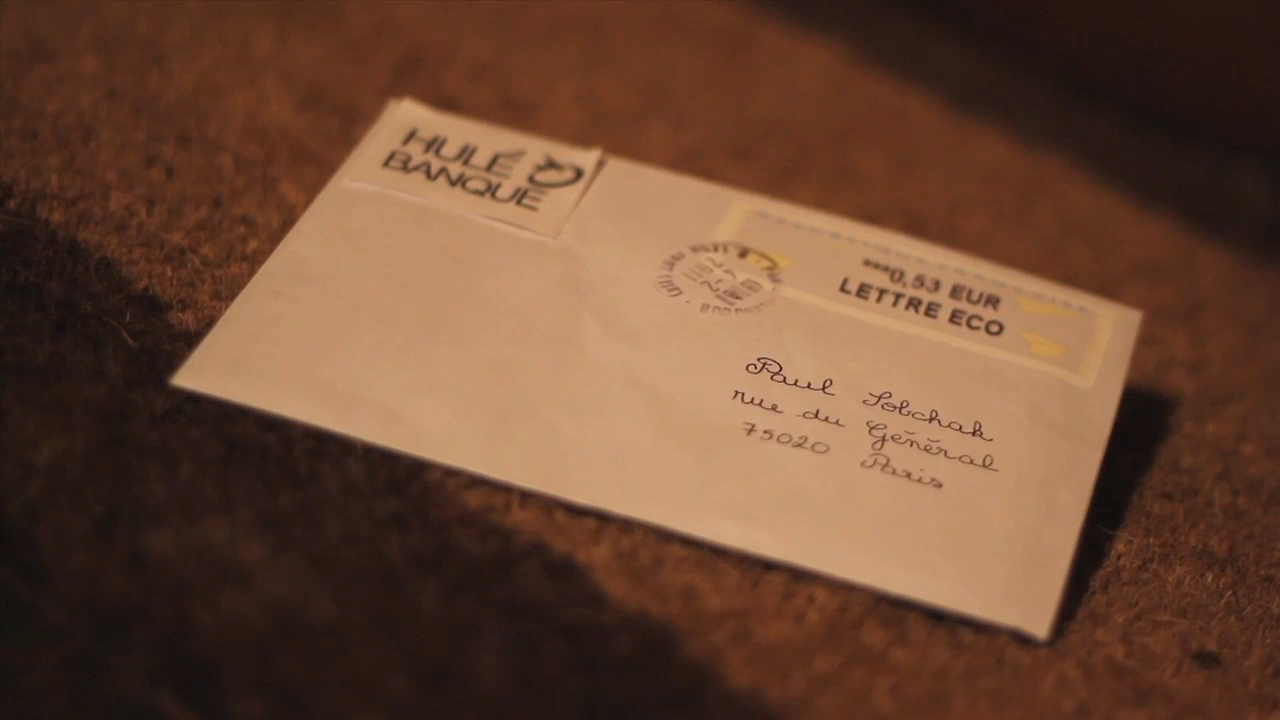 HULÉ
BANQUE
***0,53 EUR
LETTRE ECO
Paul Sobchak
rue du Général
75020 Paris